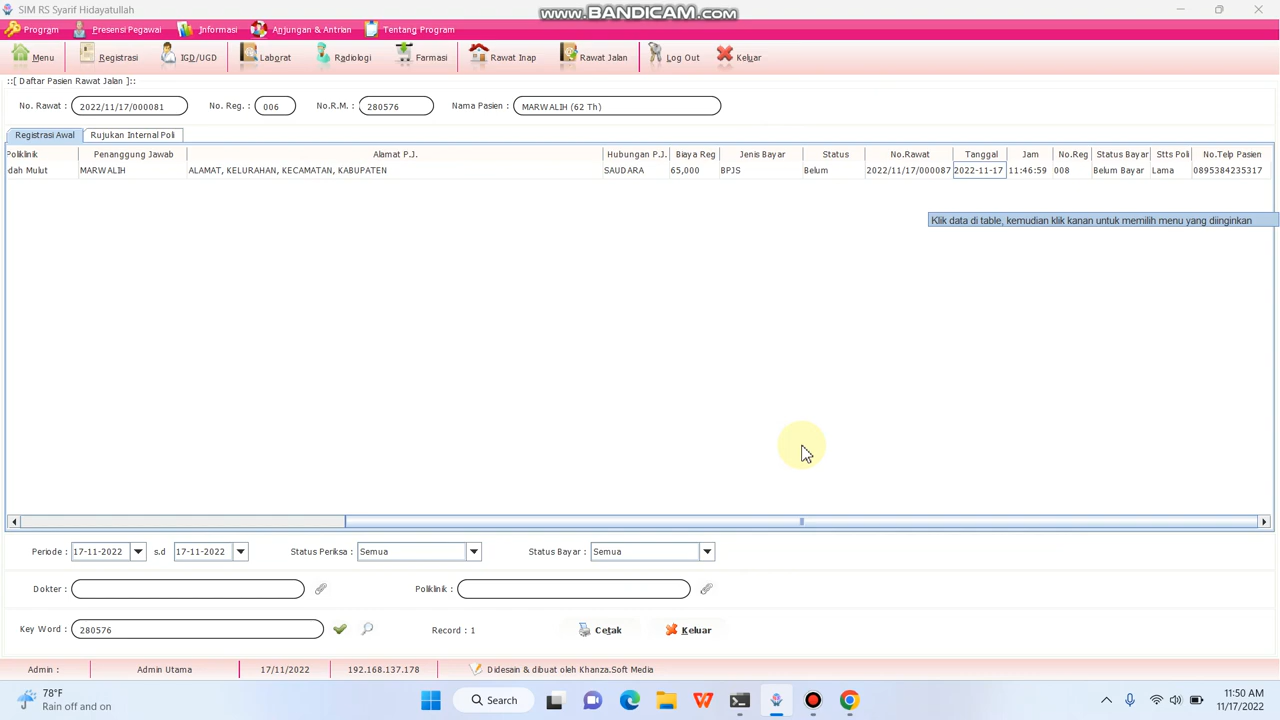 SIM RS Syarif Hidayatullah
www.BANDICAM.com
Program Presensi Pegawai Informasi Anjungan & Antrian Tentang Program
Menu Registrasi IGD/UGD Laborat Radiologi Farmasi Rawat Inap Rawat Jalan Log Out Keluar
::[ Daftar Pasien Rawat Jalan ]::
No. Rawat : 2022/11/17/000081 No. Reg. : 006 No.R.M. : 280576 Nama Pasien : MARWALIH (62 Th)
Registrasi Awal Rujukan Internal Poli
Poliklinik Penanggung Jawab Alamat P.J. Hubungan P.J. Biaya Reg Jenis Bayar Status No.Rawat Tanggal Jam No.Reg Status Bayar Stts Poli No.Telp Pasien
dah Mulut MARWALIH ALAMAT, KELURAHAN, KECAMATAN, KABUPATEN SAUDARA 65,000 BPJS Belum 2022/11/17/000087 2022-11-17 11:46:59 008 Belum Bayar Lama 0895384235317
Klik data di table, kemudian klik kanan untuk memilih menu yang diinginkan
Periode : 17-11-2022 s.d 17-11-2022 Status Periksa : Semua Status Bayar : Semua
Dokter : Poliklinik :
Key Word : 280576 Record : 1 Cetak Keluar
Admin : Admin Utama 17/11/2022 192.168.137.178 Didesain & dibuat oleh Khanza.Soft Media
78°F
Rain off and on
Search
11:50 AM
11/17/2022